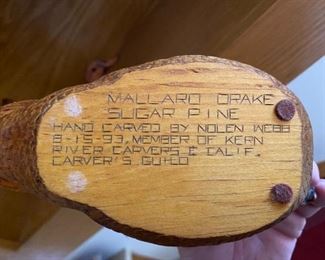 MALLARD DRAKE
SUGAR PINE
HAND CARVED BY NOLEN WEBB
8-15-93, MEMBER OF KERN
RIVER CARVERS & CALIF.
CARVER'S GUILD